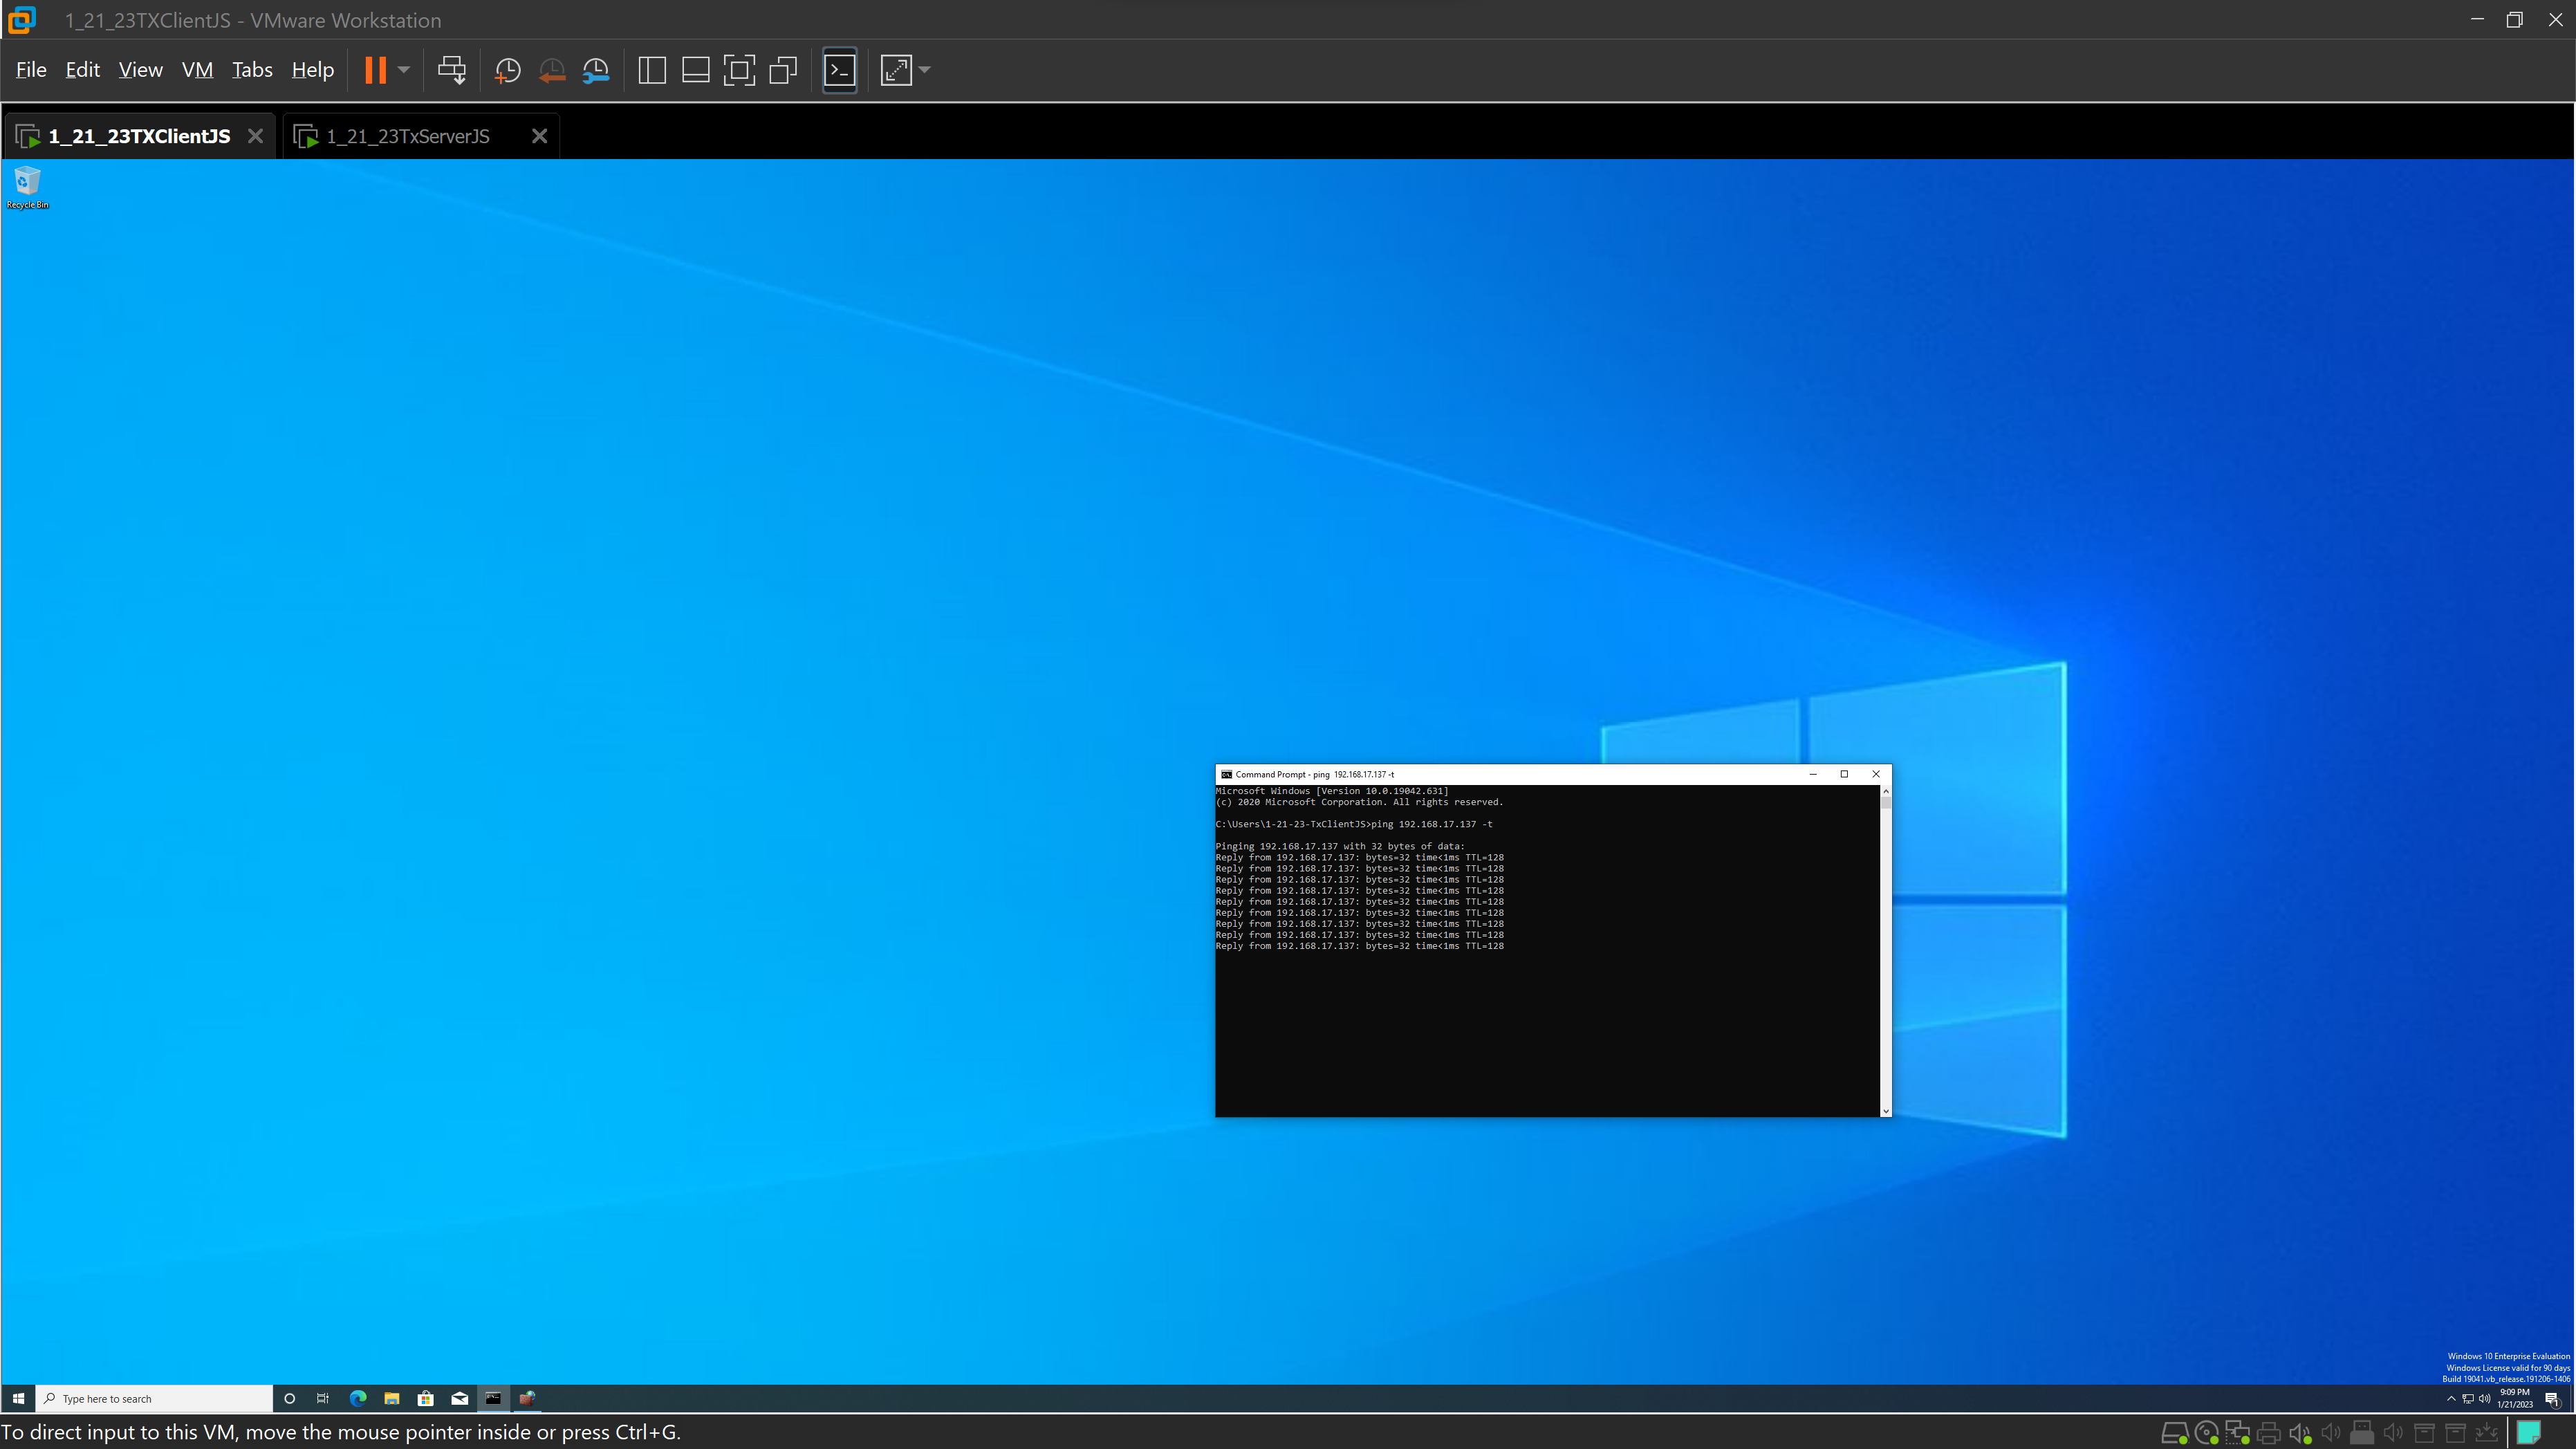 1_21_23TXClientJS - VMware Workstation
File Edit View VM Tabs Help
1_21_23TXClientJS
1_21_23TxServerJS
Recycle Bin
Command Prompt - ping 192.168.17.137 -t
Microsoft Windows [Version 10.0.19042.631]
(c) 2020 Microsoft Corporation. All rights reserved.
C:\Users\1-21-23-TxClientJS>ping 192.168.17.137 -t
Pinging 192.168.17.137 with 32 bytes of data:
Reply from 192.168.17.137: bytes=32 time<1ms TTL=128
Reply from 192.168.17.137: bytes=32 time<1ms TTL=128
Reply from 192.168.17.137: bytes=32 time<1ms TTL=128
Reply from 192.168.17.137: bytes=32 time<1ms TTL=128
Reply from 192.168.17.137: bytes=32 time<1ms TTL=128
Reply from 192.168.17.137: bytes=32 time<1ms TTL=128
Reply from 192.168.17.137: bytes=32 time<1ms TTL=128
Reply from 192.168.17.137: bytes=32 time<1ms TTL=128
Reply from 192.168.17.137: bytes=32 time<1ms TTL=128
Windows 10 Enterprise Evaluation
Windows License valid for 90 days
Build 19041.vb_release.191206-1406
Type here to search
9:09 PM
1/21/2023
1
To direct input to this VM, move the mouse pointer inside or press Ctrl+G.